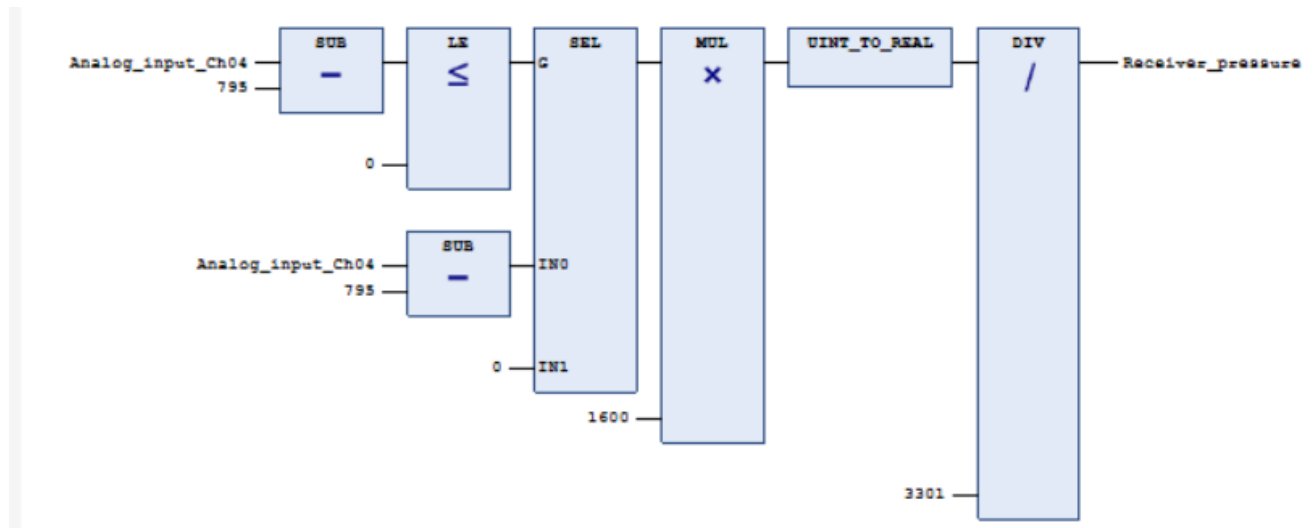 SUB
LE
SEL
MUL
UINT_TO_REAL
DIV
Analog_input_Ch04
−
≤
G
×
/
Receiver_pressure
795
0
SUB
Analog_input_Ch04
−
IN0
795
0
IN1
1600
3301